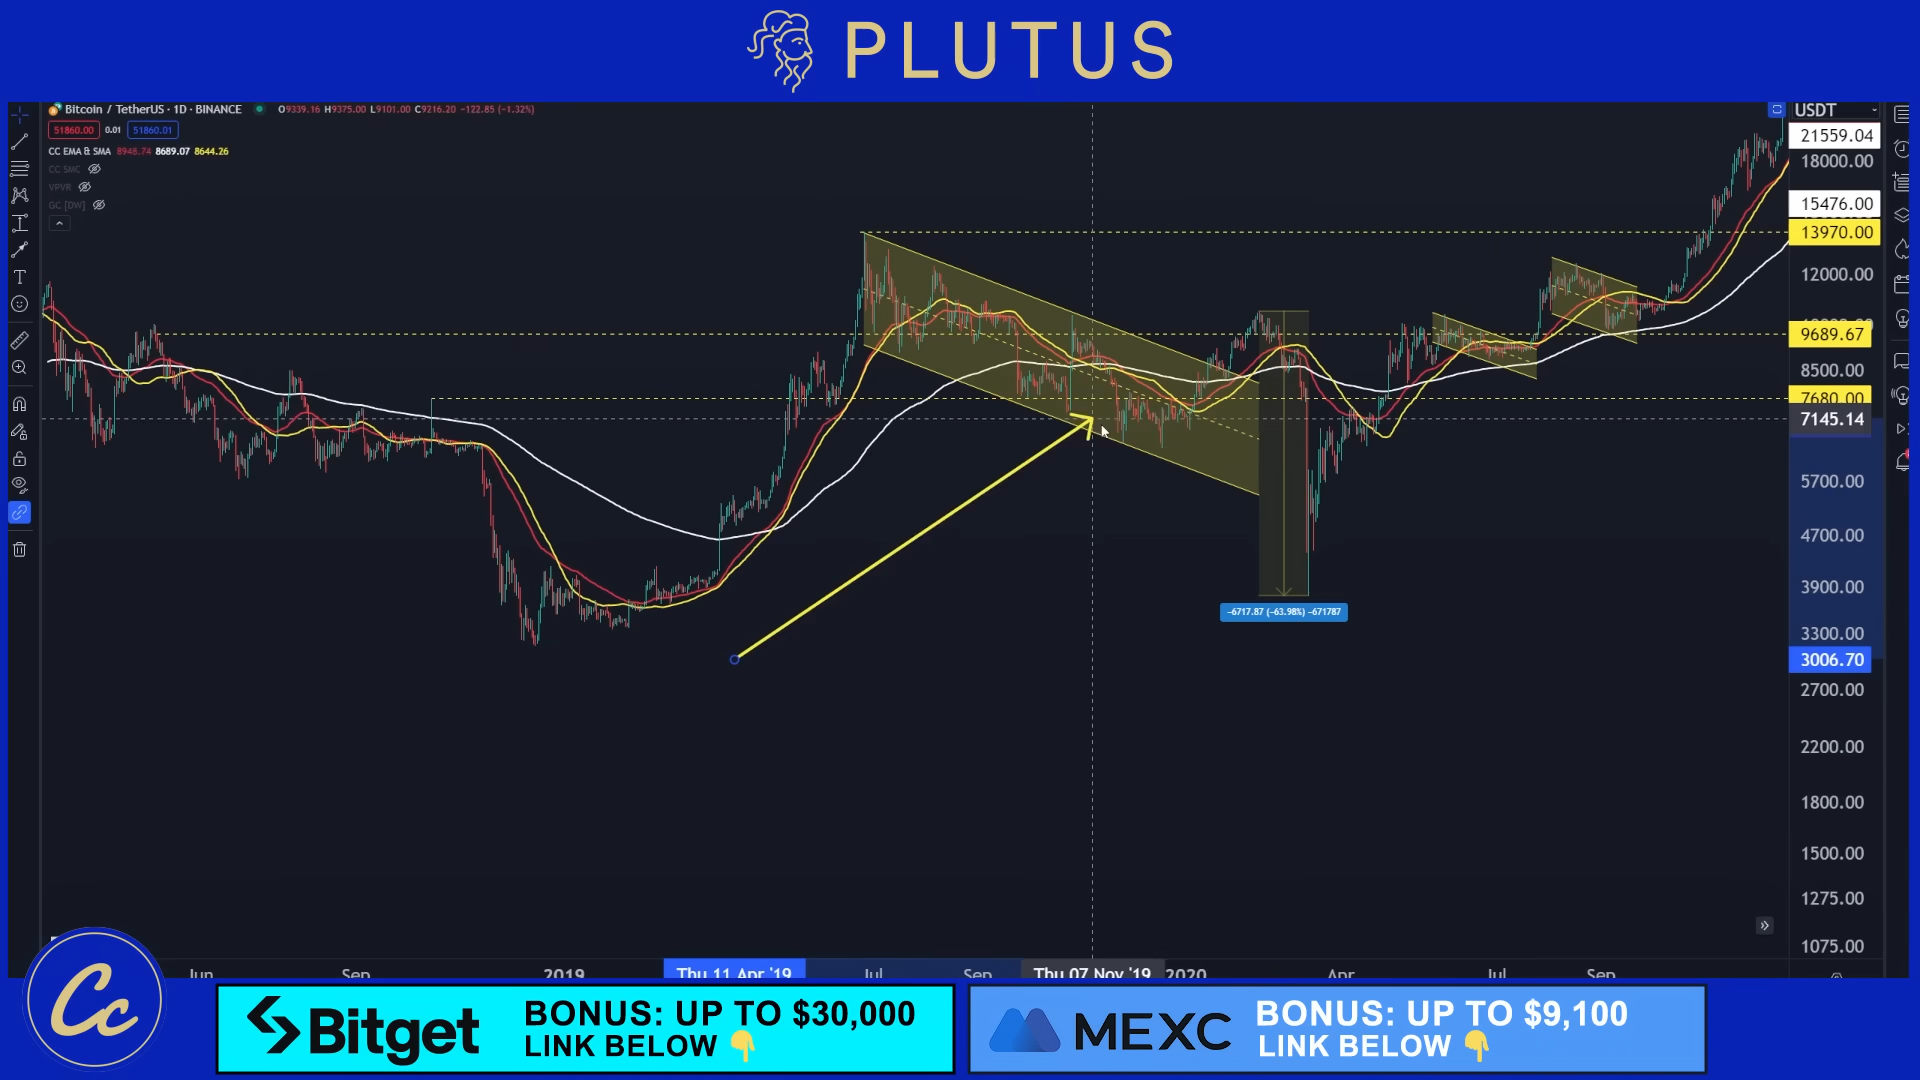 PLUTUS
Bitcoin / TetherUS · 1D · BINANCE O9339.16 H9375.00 L9101.00 C9216.20 −122.85 (−1.32%)
51860.00 0.01 51860.01
CC EMA & SMA 8948.74 8689.07 8644.26
CC SMC
VPVR
GC [DW]
USDT
21559.04
18000.00
15476.00
13970.00
12000.00
9689.67
8500.00
7680.00
7145.14
5700.00
4700.00
3900.00
3300.00
3006.70
2700.00
2200.00
1800.00
1500.00
1275.00
1075.00
−6717.87 (−63.98%) −671787
Jun Sep 2019 Thu 11 Apr '19 Jul Sep Thu 07 Nov '19 2020 Apr Jul Sep
Cc
Bitget
BONUS: UP TO $30,000
LINK BELOW 👇
MEXC
BONUS: UP TO $9,100
LINK BELOW 👇